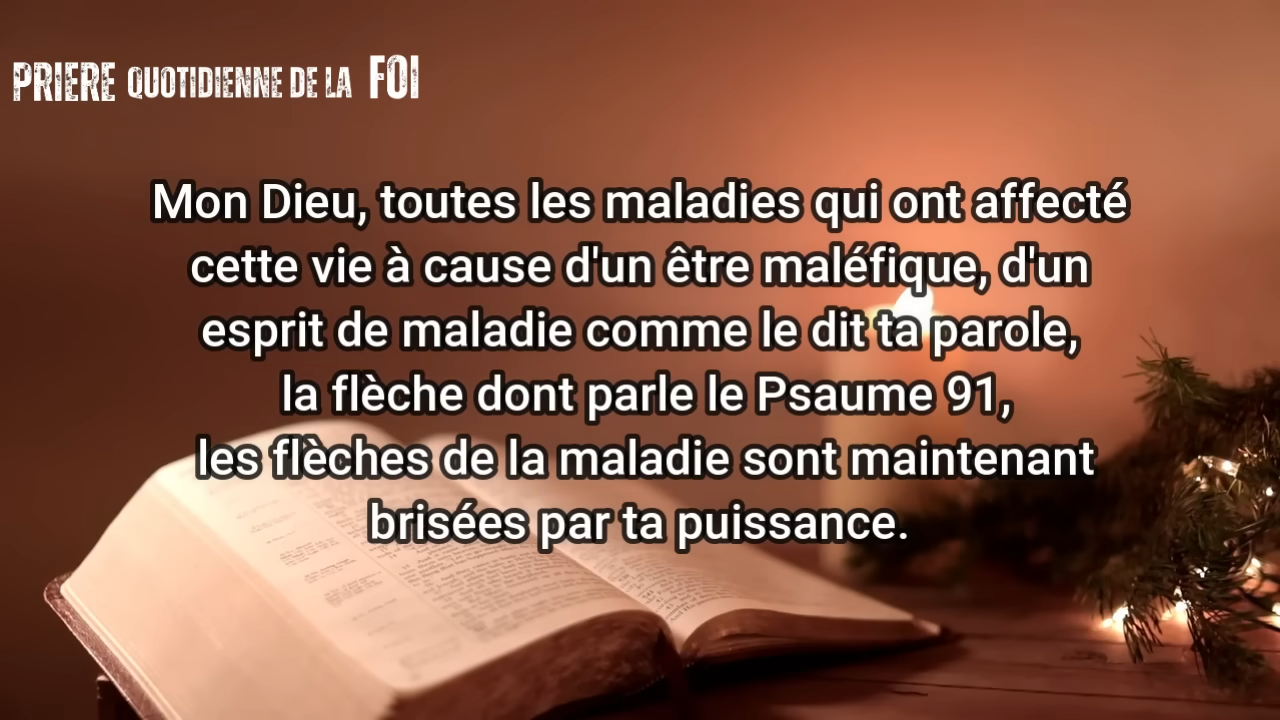 PRIERE QUOTIDIENNE DE LA FOI
Mon Dieu, toutes les maladies qui ont affecté
cette vie à cause d'un être maléfique, d'un
esprit de maladie comme le dit ta parole,
la flèche dont parle le Psaume 91,
les flèches de la maladie sont maintenant
brisées par ta puissance.